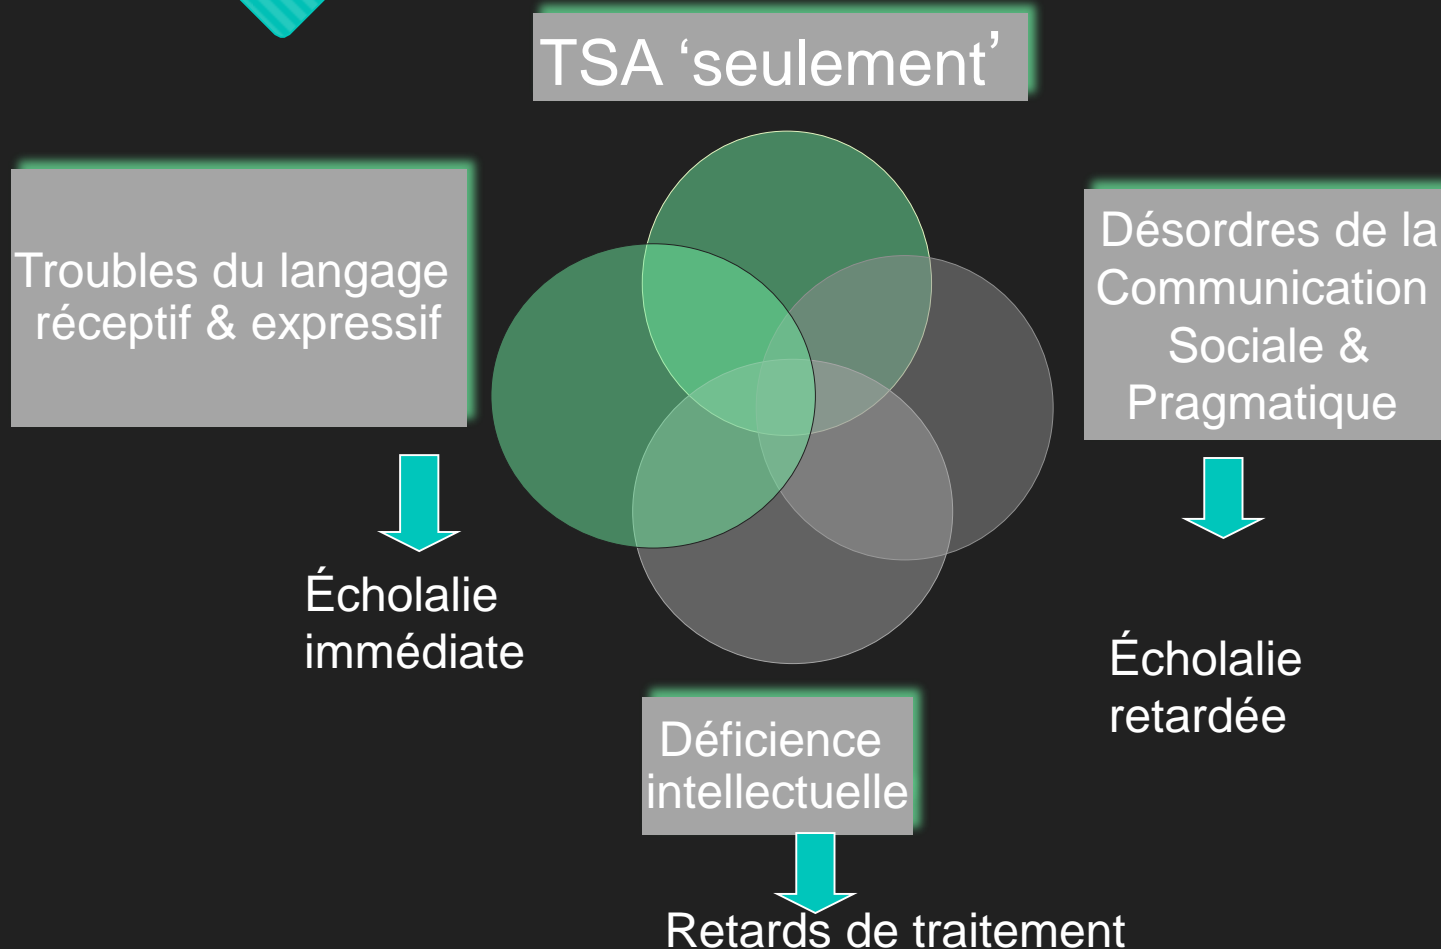 TSA ‘seulement’
Troubles du langage
réceptif & expressif
Désordres de la
Communication
Sociale &
Pragmatique
Écholalie
immédiate
Écholalie
retardée
Déficience
intellectuelle
Retards de traitement